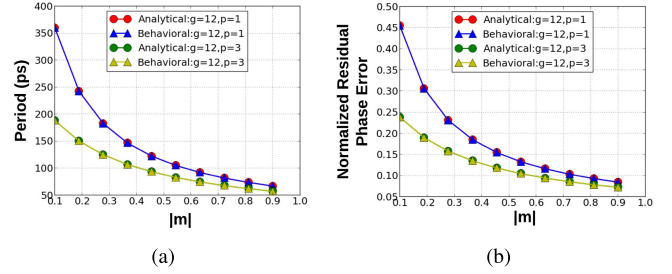 400
350
300
250
200
150
100
50
0.1 0.2 0.3 0.4 0.5 0.6 0.7 0.8 0.9 1.0
Period (ps)
|m|
Analytical:g=12,p=1
Behavioral:g=12,p=1
Analytical:g=12,p=3
Behavioral:g=12,p=3
(a)
0.50
0.45
0.40
0.35
0.30
0.25
0.20
0.15
0.10
0.05
0.1 0.2 0.3 0.4 0.5 0.6 0.7 0.8 0.9 1.0
Normalized Residual
Phase Error
|m|
Analytical:g=12,p=1
Behavioral:g=12,p=1
Analytical:g=12,p=3
Behavioral:g=12,p=3
(b)